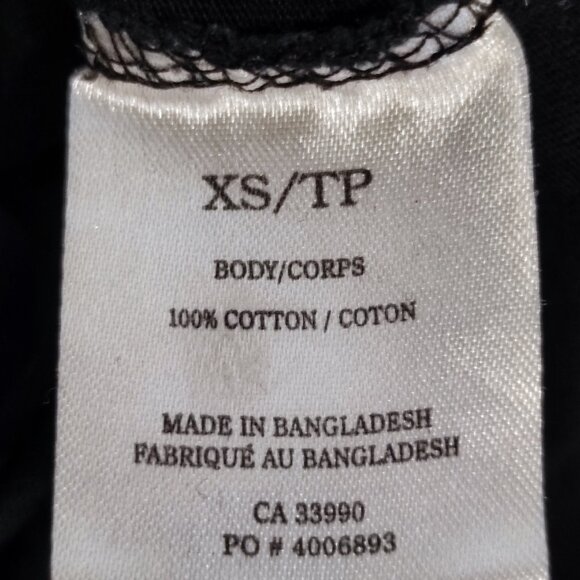 XS/TP
BODY/CORPS
100% COTTON / COTON
MADE IN BANGLADESH
FABRIQUÉ AU BANGLADESH
CA 33990
PO # 4006893